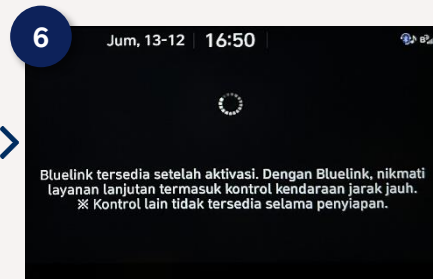 6
Jum, 13-12 16:50
Bluelink tersedia setelah aktivasi. Dengan Bluelink, nikmati
layanan lanjutan termasuk kontrol kendaraan jarak jauh.
※ Kontrol lain tidak tersedia selama penyiapan.